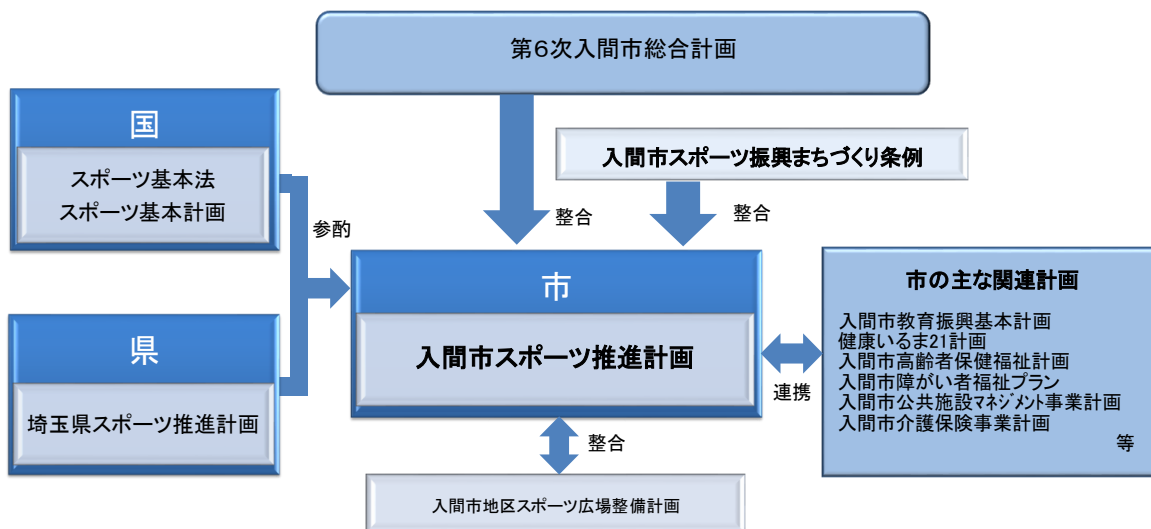 第6次入間市総合計画
国
スポーツ基本法
スポーツ基本計画
入間市スポーツ振興まちづくり条例
参酌
整合
整合
県
埼玉県スポーツ推進計画
市
入間市スポーツ推進計画
連携
市の主な関連計画
入間市教育振興基本計画
健康いるま21計画
入間市高齢者保健福祉計画
入間市障がい者福祉プラン
入間市公共施設マネジメント事業計画
入間市介護保険事業計画
等
整合
入間市地区スポーツ広場整備計画